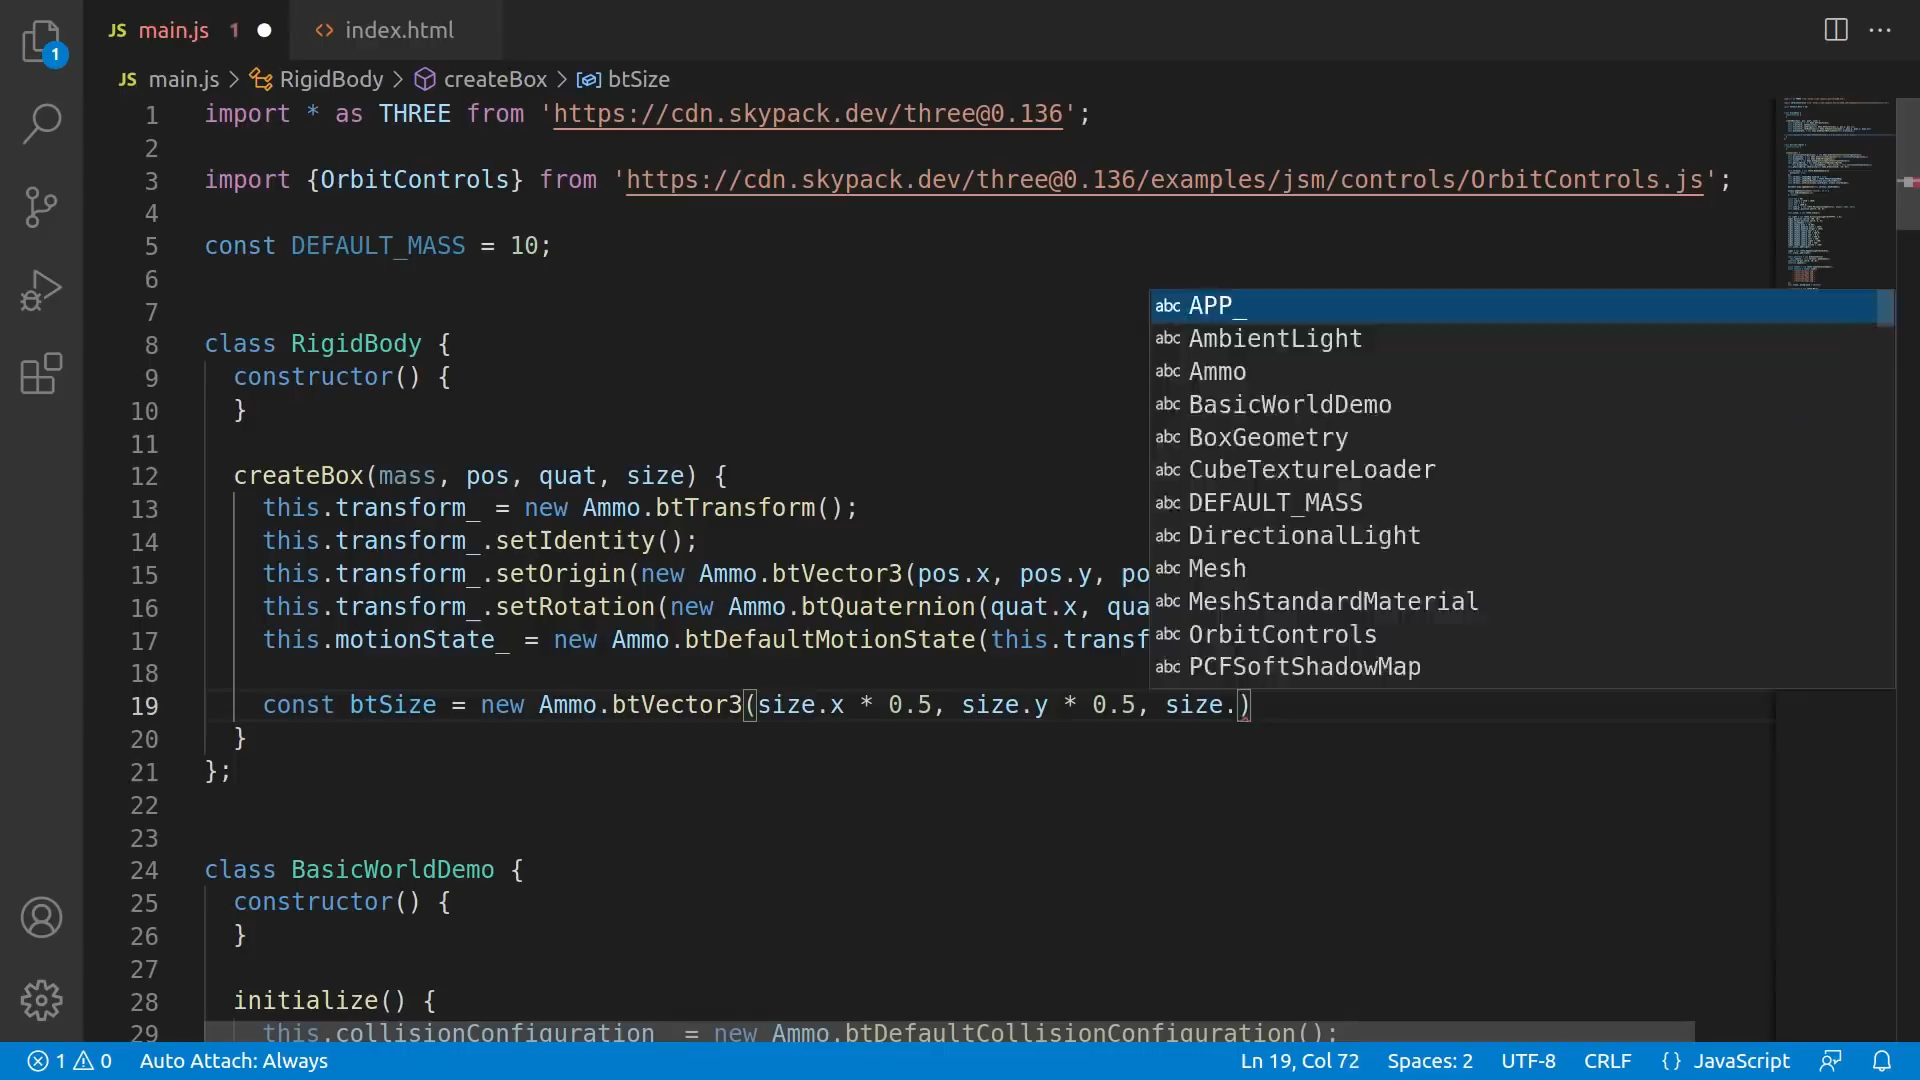 1
JS main.js 1 ● <> index.html ···
JS main.js > RigidBody > createBox > btSize
1 import * as THREE from 'https://cdn.skypack.dev/three@0.136';
2
3 import {OrbitControls} from 'https://cdn.skypack.dev/three@0.136/examples/jsm/controls/OrbitControls.js';
4
5 const DEFAULT_MASS = 10;
6
7
8 class RigidBody {
9 constructor() {
10 }
11
12 createBox(mass, pos, quat, size) {
13 this.transform_ = new Ammo.btTransform();
14 this.transform_.setIdentity();
15 this.transform_.setOrigin(new Ammo.btVector3(pos.x, pos.y, po
16 this.transform_.setRotation(new Ammo.btQuaternion(quat.x, qua
17 this.motionState_ = new Ammo.btDefaultMotionState(this.transf
18
19 const btSize = new Ammo.btVector3(size.x * 0.5, size.y * 0.5, size.)
20 }
21 };
22
23
24 class BasicWorldDemo {
25 constructor() {
26 }
27
28 initialize() {
29 this.collisionConfiguration_ = new Ammo.btDefaultCollisionConfiguration();
abc APP_
abc AmbientLight
abc Ammo
abc BasicWorldDemo
abc BoxGeometry
abc CubeTextureLoader
abc DEFAULT_MASS
abc DirectionalLight
abc Mesh
abc MeshStandardMaterial
abc OrbitControls
abc PCFSoftShadowMap
1 0 Auto Attach: Always Ln 19, Col 72 Spaces: 2 UTF-8 CRLF {} JavaScript